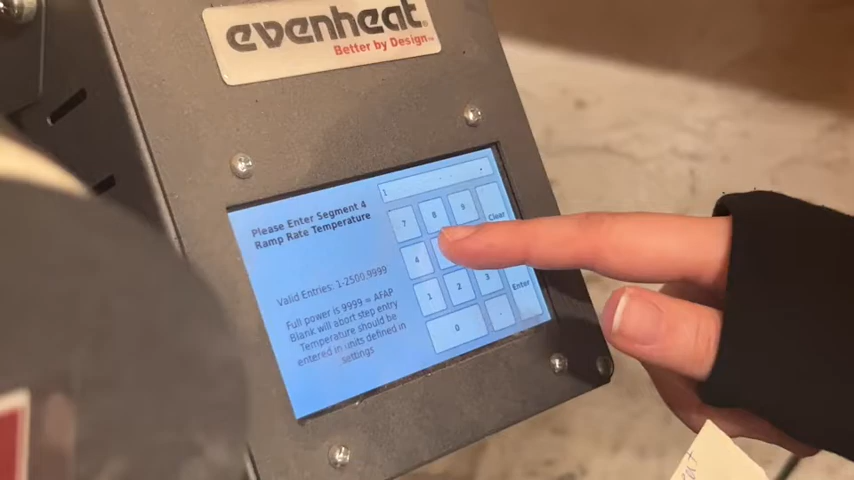 evenheat®
Better by Design™
1
Please Enter Segment 4
Ramp Rate Temperature
7 8 9 Clear
4
Valid Entries: 1-2500,9999
1 2 3 Enter
Full power is 9999 = AFAP
Blank will abort step entry
Temperature should be
entered in units defined in
settings
0 .